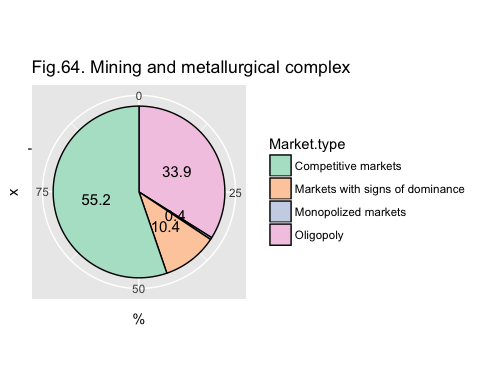 Fig.64. Mining and metallurgical complex
0
33.9
Market.type
Competitive markets
Markets with signs of dominance
Monopolized markets
Oligopoly
x
75
55.2
25
0.4
10.4
50
%